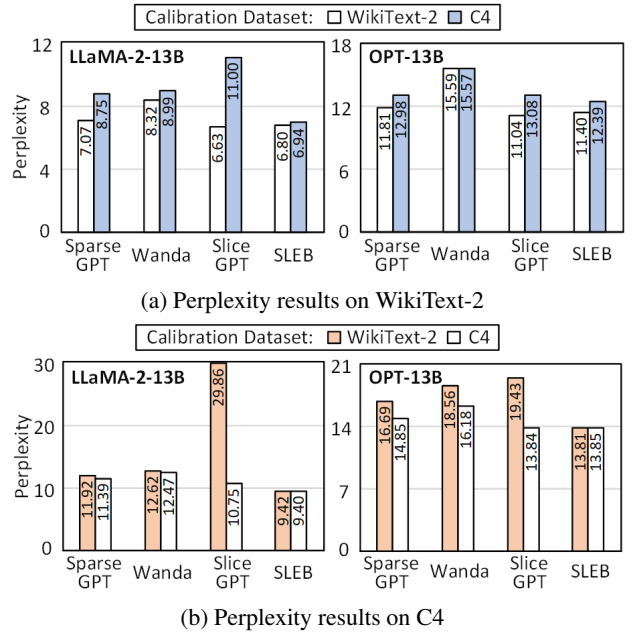 Calibration Dataset: WikiText-2 C4
LLaMA-2-13B
Perplexity
12
8
4
0
7.07
8.75
8.32
8.99
6.63
11.00
6.80
6.94
Sparse GPT
Wanda
Slice GPT
SLEB
OPT-13B
18
12
6
0
11.81
12.98
15.59
15.57
11.04
13.08
11.40
12.39
Sparse GPT
Wanda
Slice GPT
SLEB
(a) Perplexity results on WikiText-2
Calibration Dataset: WikiText-2 C4
LLaMA-2-13B
Perplexity
30
20
10
0
11.92
11.39
12.62
12.47
29.86
10.75
9.42
9.40
Sparse GPT
Wanda
Slice GPT
SLEB
OPT-13B
21
14
7
0
16.69
14.85
18.56
16.18
19.43
13.84
13.81
13.85
Sparse GPT
Wanda
Slice GPT
SLEB
(b) Perplexity results on C4